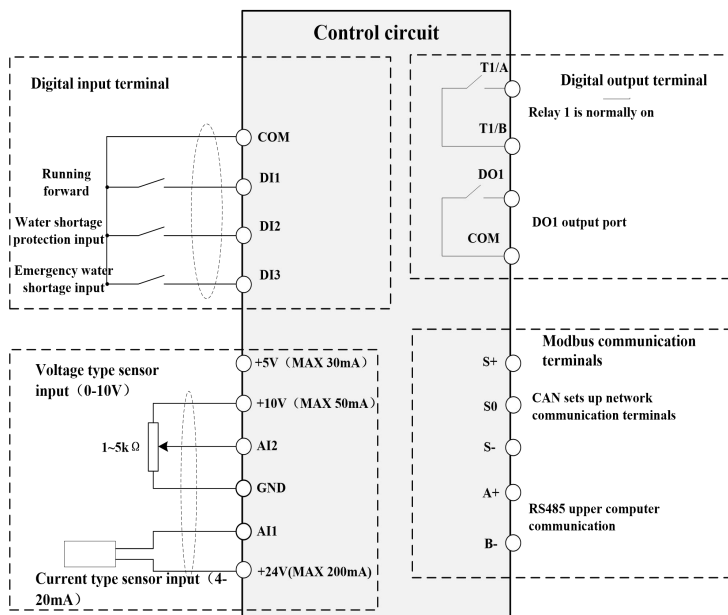 Control circuit
Digital input terminal
COM
Running
forward
DI1
Water shortage
protection input
DI2
Emergency water
shortage input
DI3
T1/A
Digital output terminal
Relay 1 is normally on
T1/B
DO1
DO1 output port
COM
Voltage type sensor
input（0-10V）
+5V（MAX 30mA）
+10V（MAX 50mA）
1~5k Ω
AI2
GND
AI1
Current type sensor input（4-
20mA）
+24V(MAX 200mA)
Modbus communication
terminals
S+
CAN sets up network
communication terminals
S0
S-
A+
RS485 upper computer
communication
B-